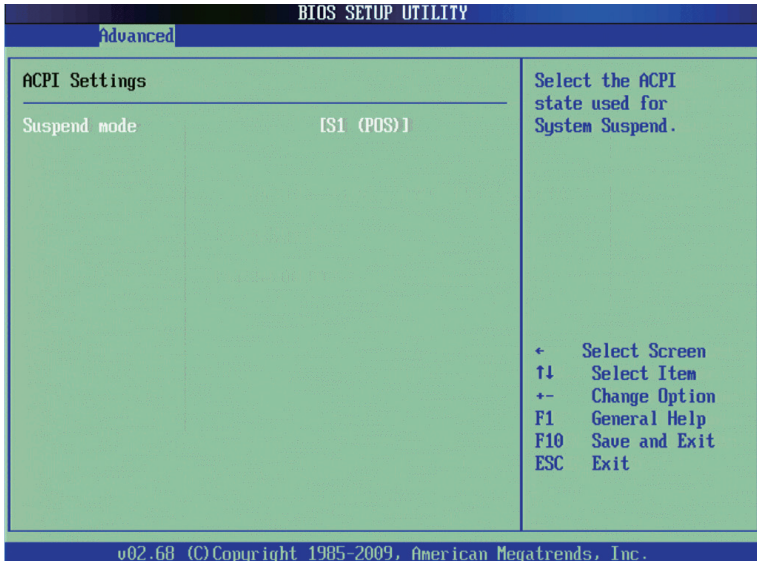 BIOS SETUP UTILITY
Advanced
ACPI Settings
Suspend mode [S1 (POS)]
Select the ACPI
state used for
System Suspend.
← Select Screen
↑↓ Select Item
+- Change Option
F1 General Help
F10 Save and Exit
ESC Exit
v02.68 (C)Copyright 1985-2009, American Megatrends, Inc.